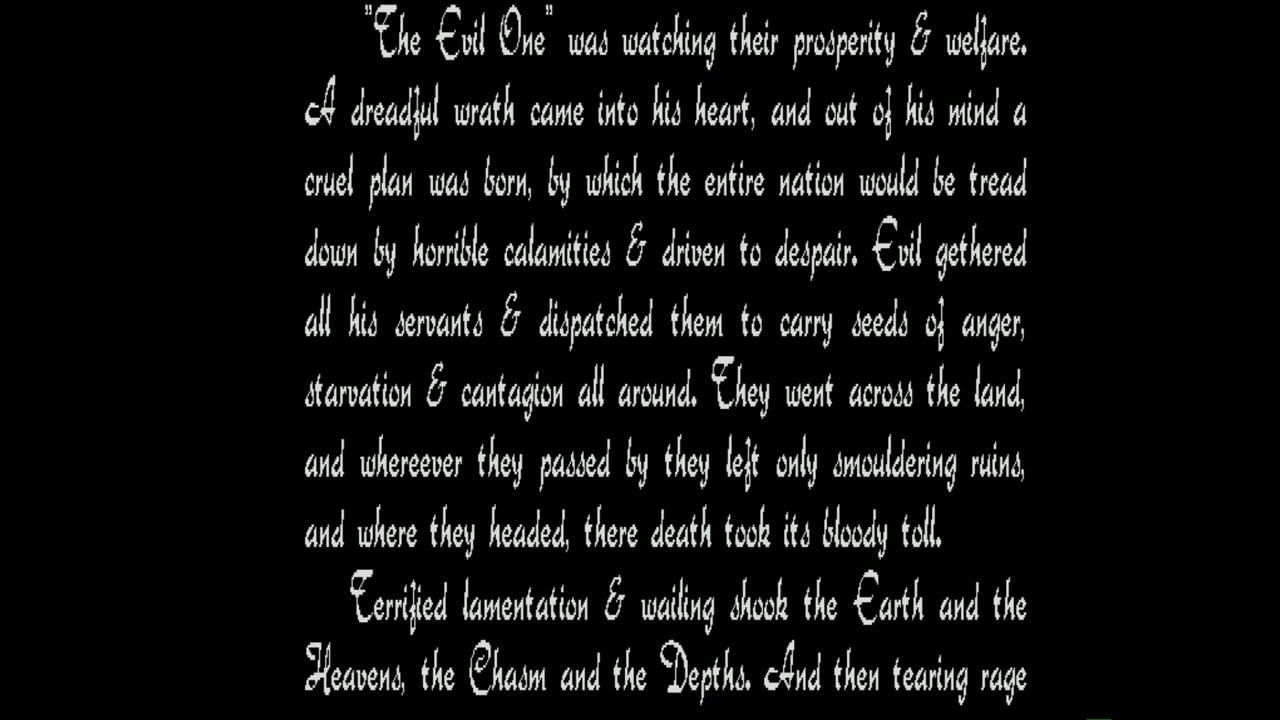 "The Evil One" was watching their prosperity & welfare.
A dreadful wrath came into his heart, and out of his mind a
cruel plan was born, by which the entire nation would be tread
down by horrible calamities & driven to despair. Evil gethered
all his servants & dispatched them to carry seeds of anger,
starvation & cantagion all around. They went across the land,
and whereever they passed by they left only smouldering ruins,
and where they headed, there death took its bloody toll.
Terrified lamentation & wailing shook the Earth and the
Heavens, the Chasm and the Depths. And then tearing rage